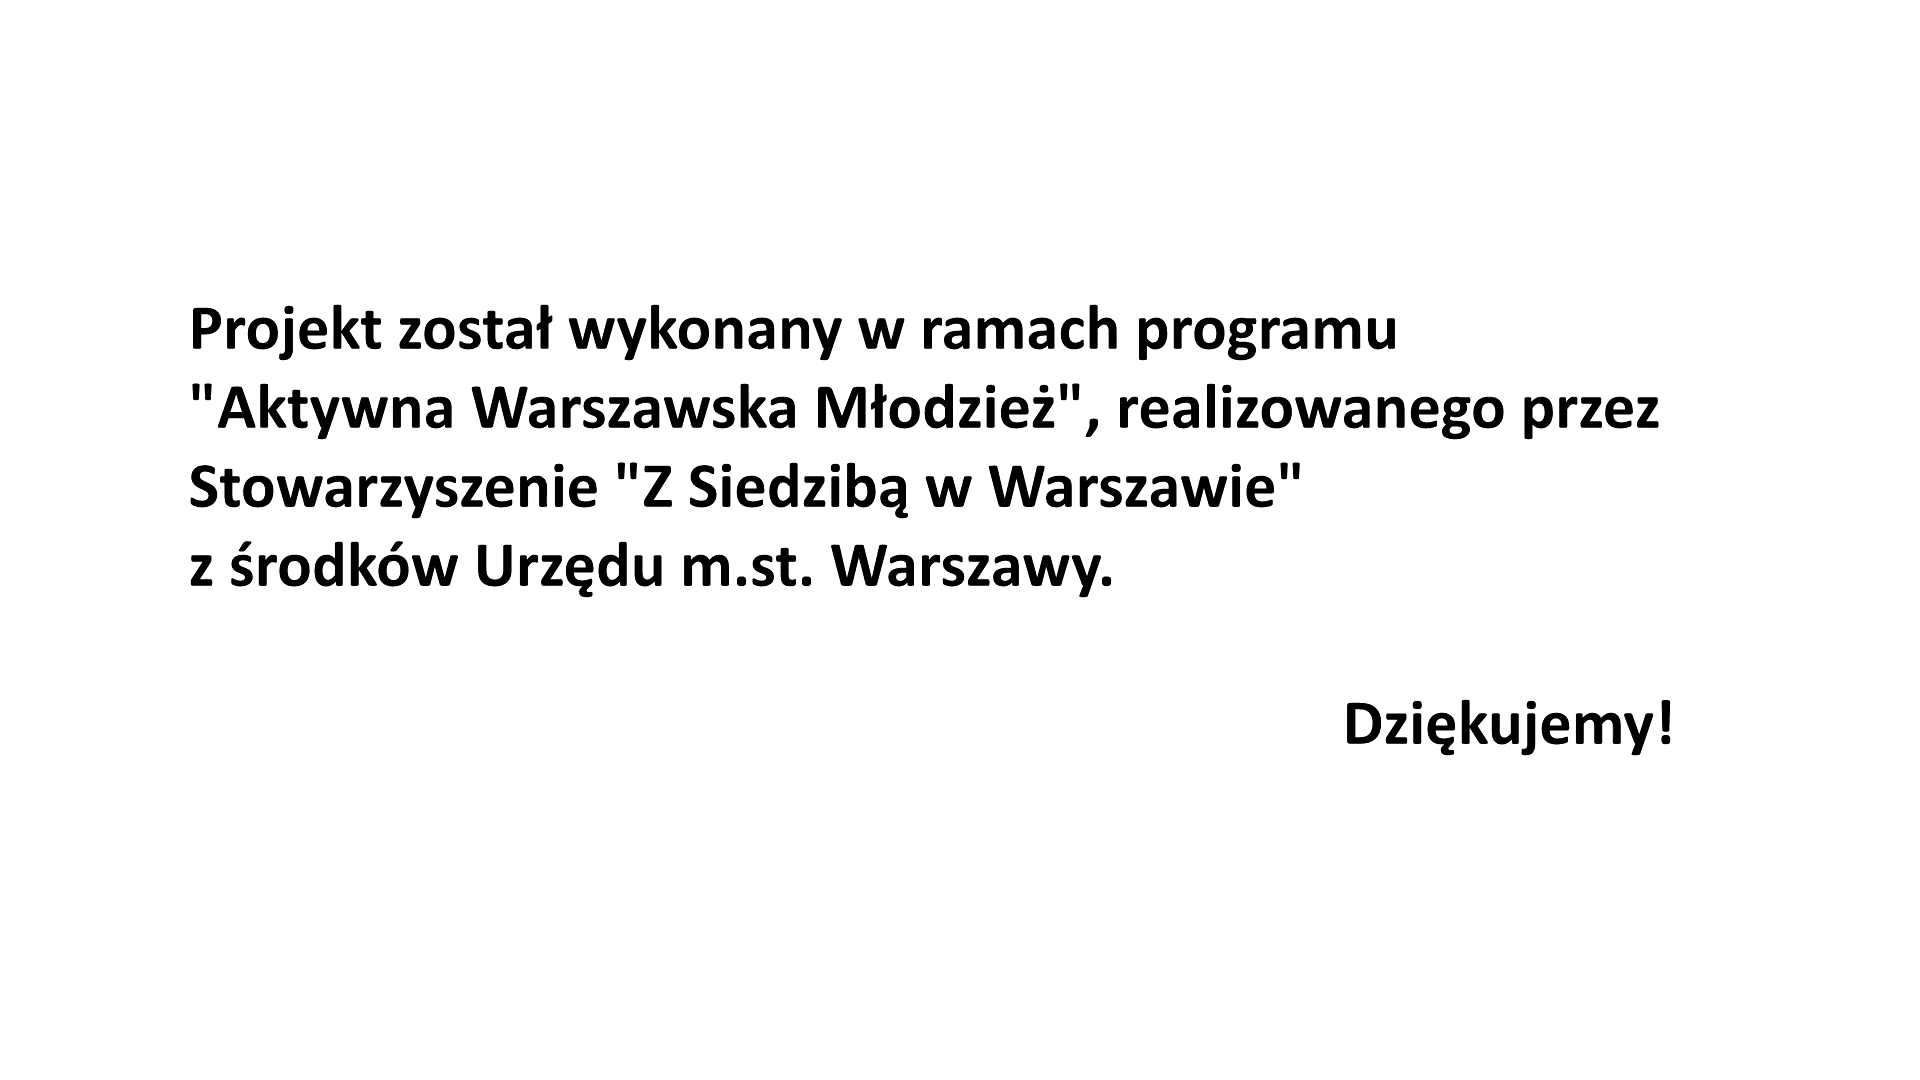 Projekt został wykonany w ramach programu
"Aktywna Warszawska Młodzież", realizowanego przez
Stowarzyszenie "Z Siedzibą w Warszawie"
z środków Urzędu m.st. Warszawy.
Dziękujemy!